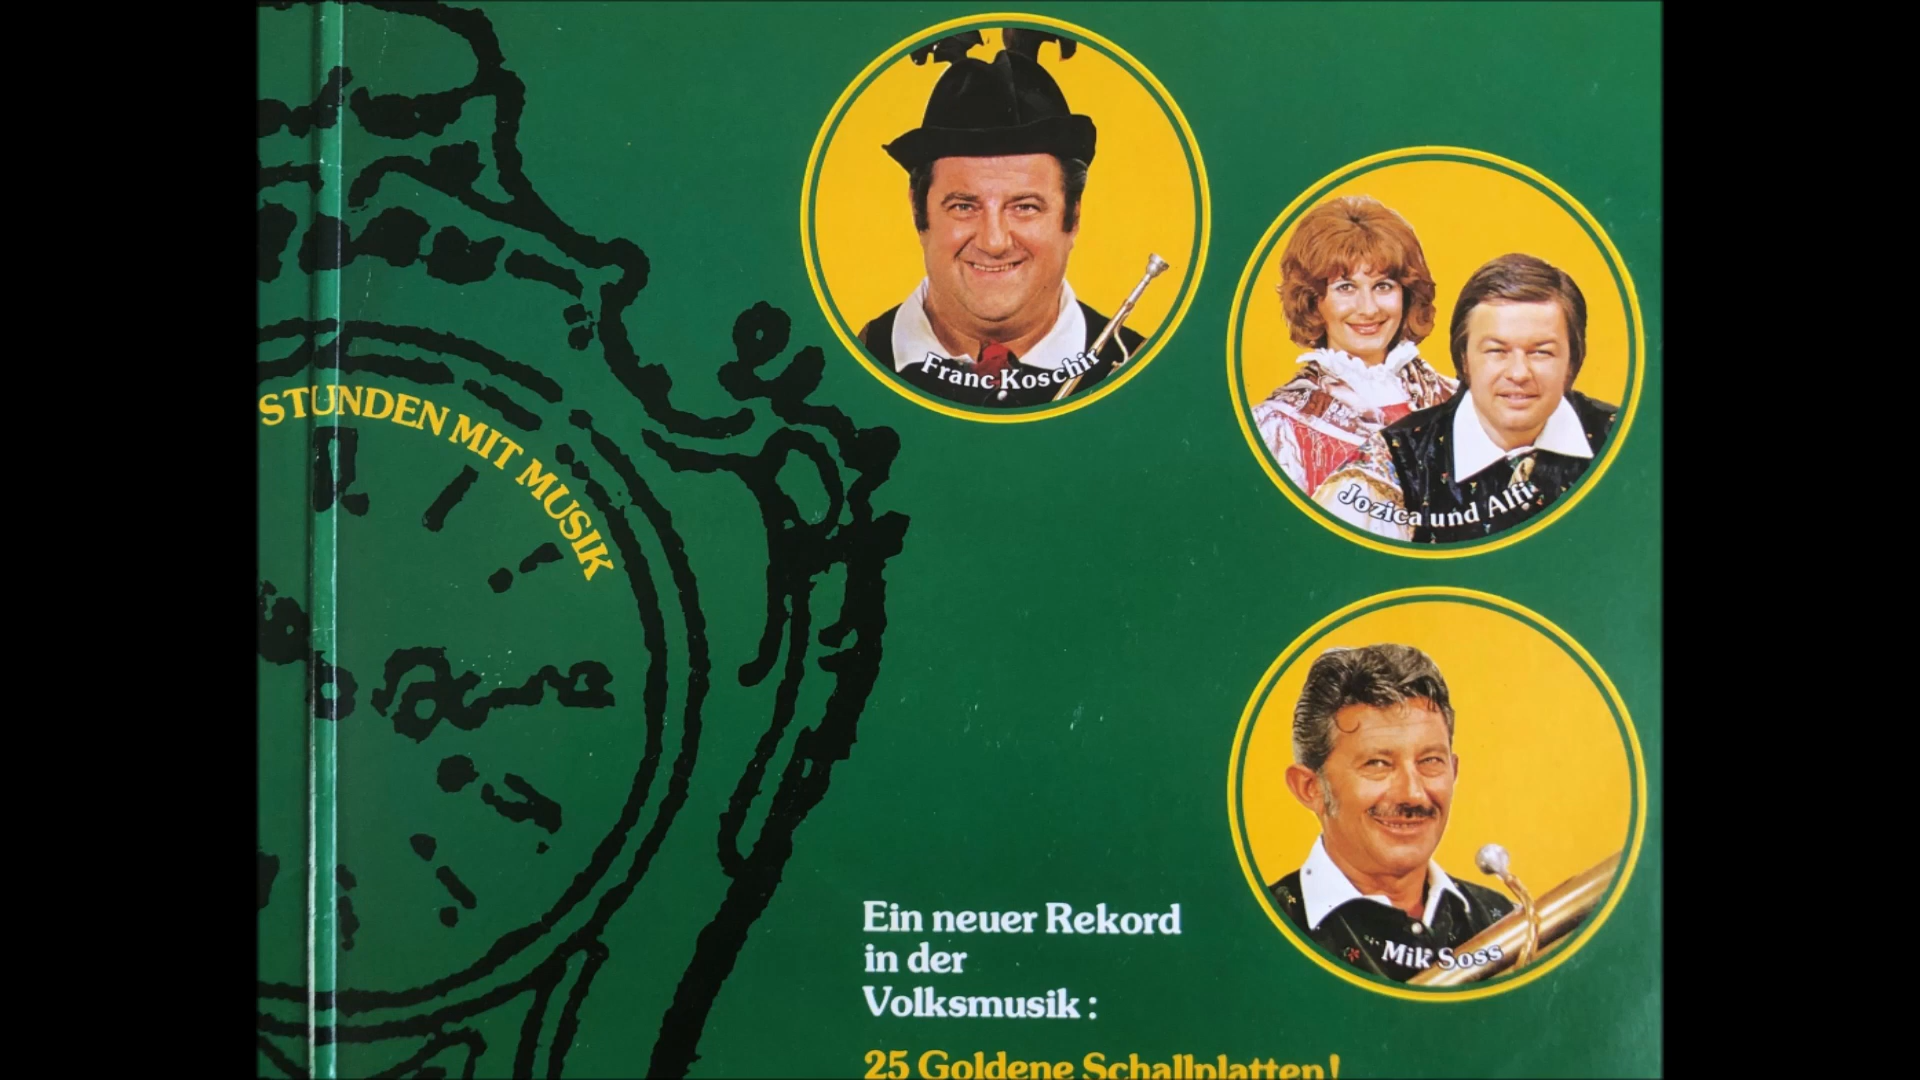 STUNDEN MIT MUSIK
Franc Koschir
Jozica und Alfi
Mik Soss
Ein neuer Rekord
in der
Volksmusik :
25 Goldene Schallplatten!